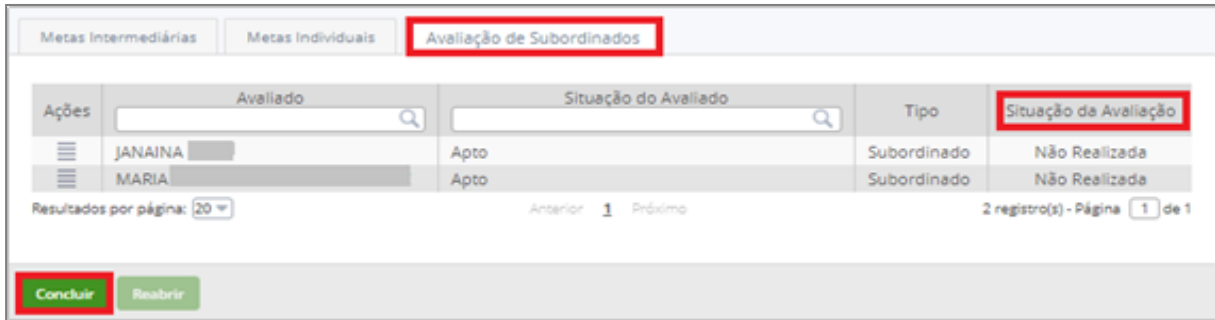 Metas Intermediárias Metas Individuais Avaliação de Subordinados
Ações Avaliado Situação do Avaliado Tipo Situação da Avaliação
JANAINA Apto Subordinado Não Realizada
MARIA Apto Subordinado Não Realizada
Resultados por página: 20 Anterior 1 Próximo 2 registro(s) - Página 1 de 1
Concluir Reabrir